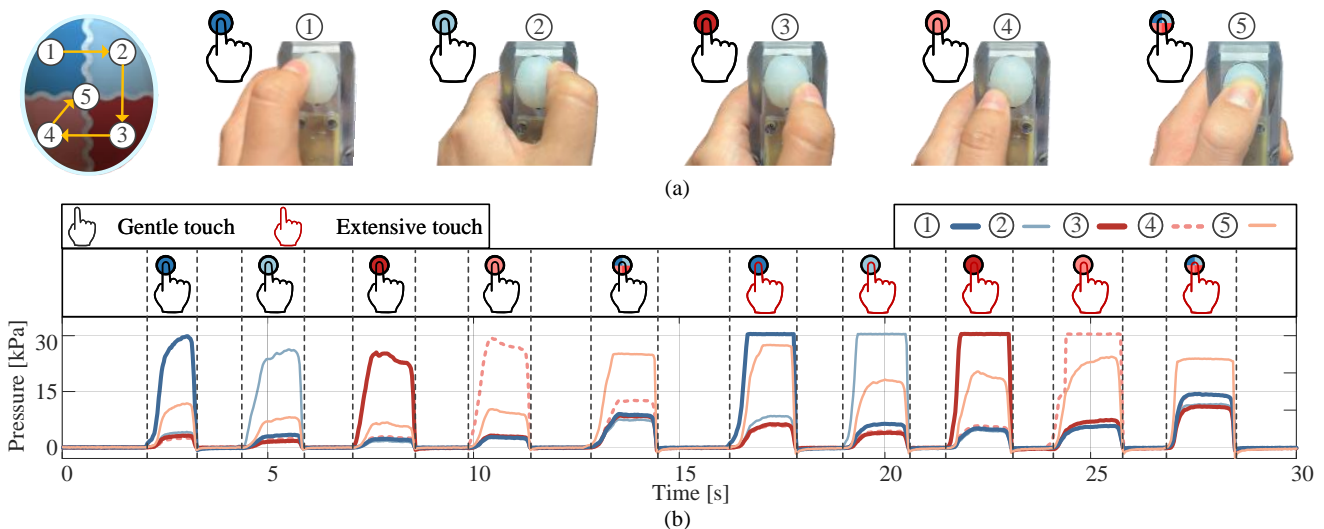 ① ② ③ ④ ⑤
① ②
⑤
④ ③
(a)
Gentle touch Extensive touch ① ② ③ ④ ⑤
Pressure [kPa]
30
15
0
0 5 10 15 20 25 30
Time [s]
(b)